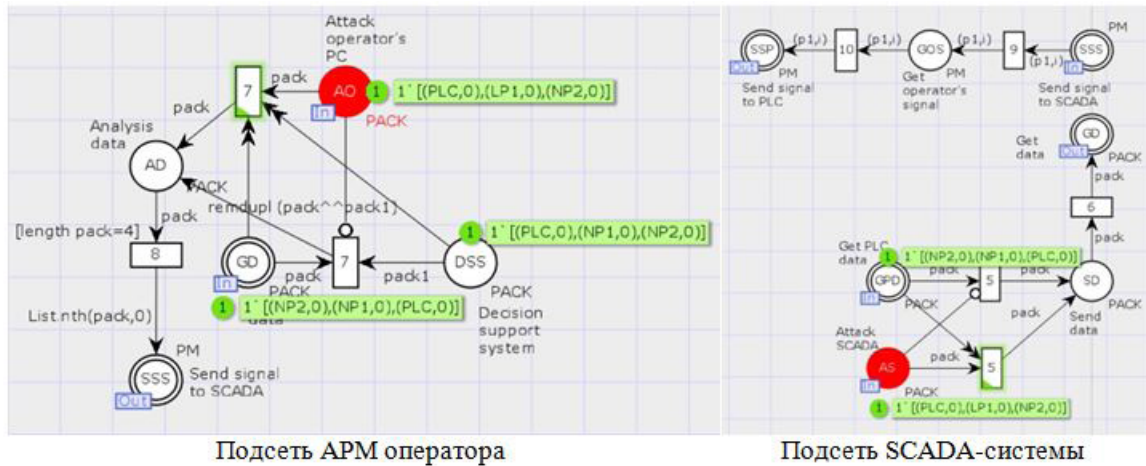 Attack
operator's
PC
7
pack
AO
1
1`[(PLC,0),(LP1,0),(NP2,0)]
In
PACK
pack
Analysis
data
AD
PACK
remdupl (pack^^pack1)
pack
[length pack=4]
8
1
1`[(PLC,0),(NP1,0),(NP2,0)]
GD
pack
7
pack1
DSS
In
PACK
PACK
1
1`[(NP2,0),(NP1,0),(PLC,0)]
data
Decision
support
system
List.nth(pack,0)
PM
SSS
Send signal
to SCADA
Out
Подсеть АРМ оператора
PM
SSP
(p1,i)
10
(p1,i)
GOS
(p1,i)
9
(p1,i)
SSS
Out
PM
PM
In
Send signal
to PLC
Get
operator's
signal
Send signal
to SCADA
GD
Get data
Out
PACK
pack
6
Get PLC
data
1
1`[(NP2,0),(NP1,0),(PLC,0)]
pack
GPD
pack
5
pack
SD
In
PACK
PACK
pack
Send
data
Attack
SCADA
AS
pack
5
In
PACK
1
1`[(PLC,0),(LP1,0),(NP2,0)]
Подсеть SCADA-системы